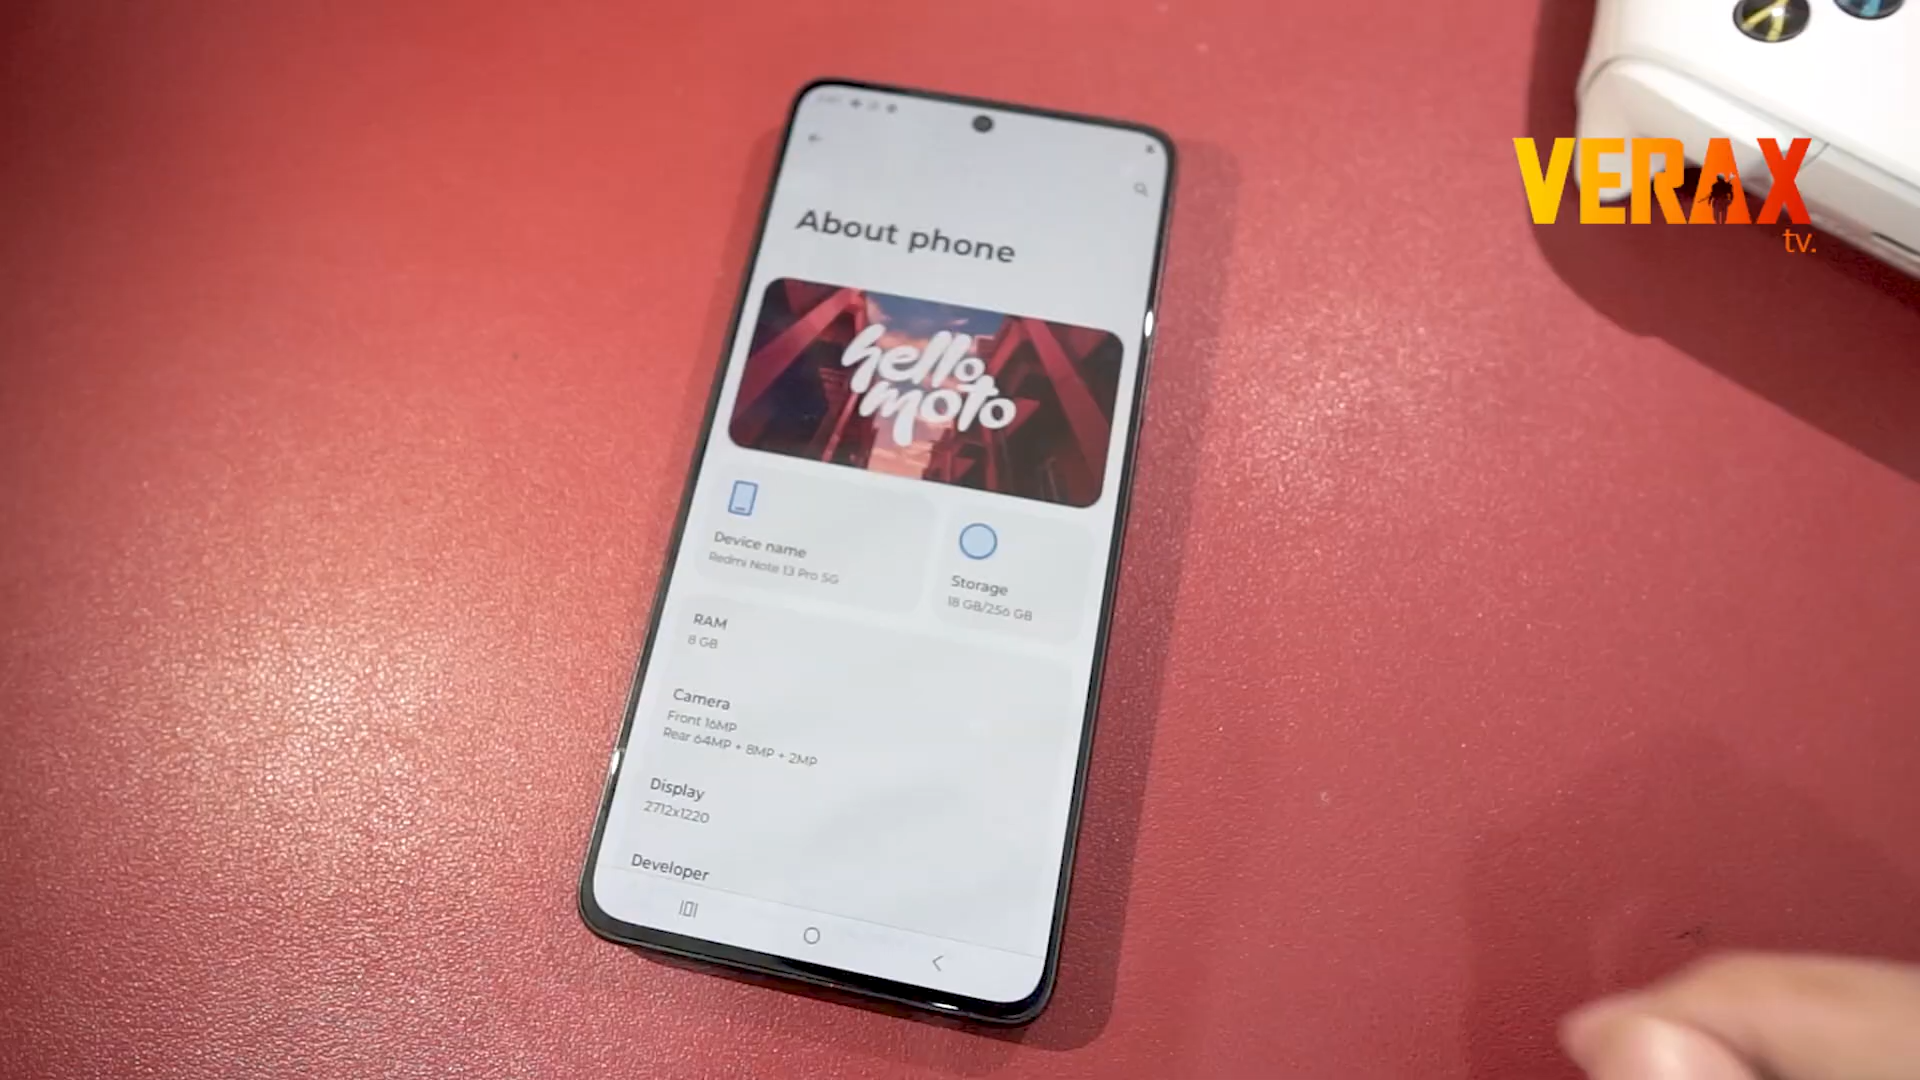 VERAX
tv.
About phone
hello
moto
Device name
Redmi Note 13 Pro 5G
Storage
18 GB/256 GB
RAM
8 GB
Camera
Front 16MP
Rear 64MP + 8MP + 2MP
Display
2712x1220
Developer